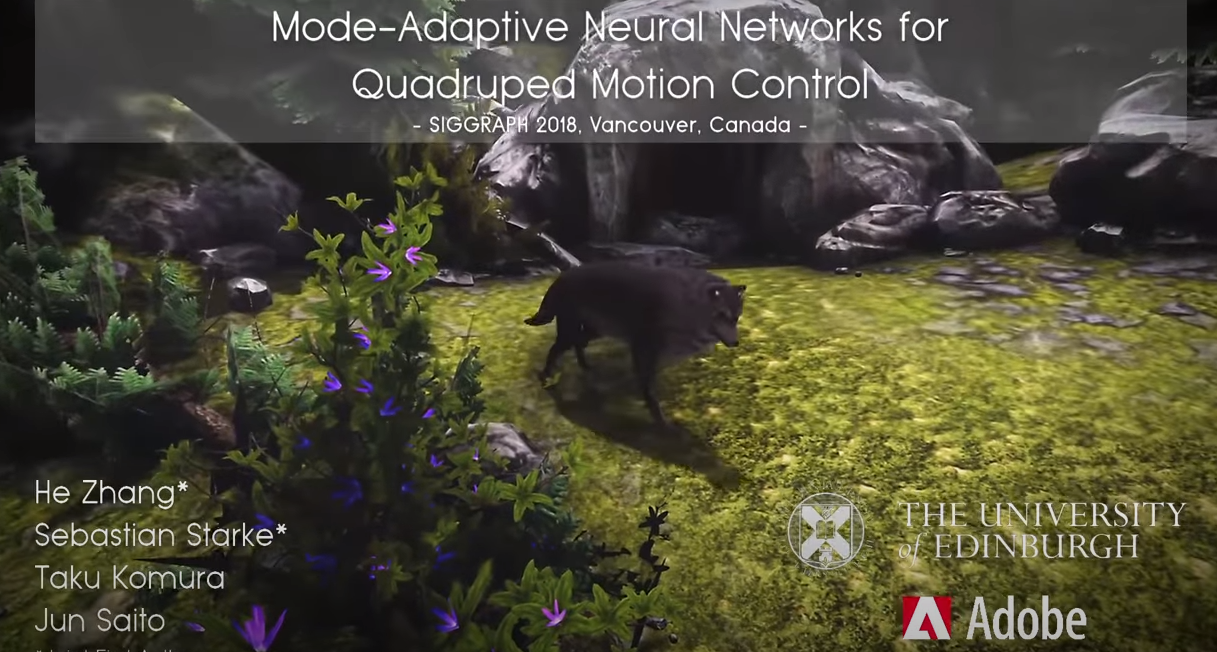 Mode-Adaptive Neural Networks for
Quadruped Motion Control
- SIGGRAPH 2018, Vancouver, Canada -
He Zhang*
Sebastian Starke*
Taku Komura
Jun Saito
THE UNIVERSITY
of EDINBURGH
Adobe